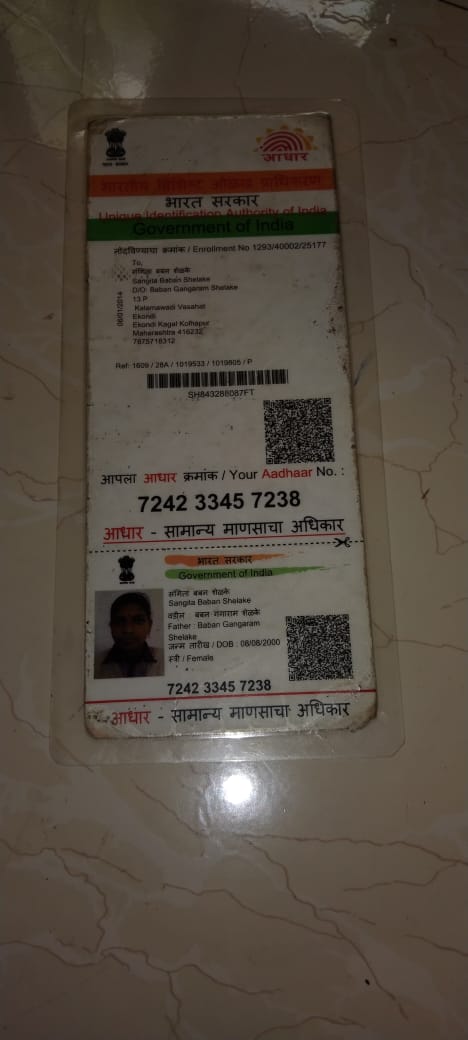 आधार
भारतीय विशिष्ट ओळख प्राधिकरण
भारत सरकार
Unique Identification Authority of India
Government of India
नोंदविण्याचा क्रमांक / Enrollment No 1293/40002/25177
To,
संगिता बबन शेळके
Sangita Baban Shelake
D/O: Baban Gangaram Shelake
13 P
Kalamawadi Vasahat
Ekondi
Ekondi Kagal Kolhapur
Maharashtra 416232
7875718312
08/01/2014
Ref: 1609 / 28A / 1019533 / 1019805 / P
SH843288087FT
आपला आधार क्रमांक / Your Aadhaar No. :
7242 3345 7238
आधार - सामान्य माणसाचा अधिकार
भारत सरकार
Government of India
संगिता बबन शेळके
Sangita Baban Shelake
वडील : बबन गंगाराम शेळके
Father : Baban Gangaram
Shelake
जन्म तारीख / DOB : 08/08/2000
स्त्री / Female
7242 3345 7238
आधार - सामान्य माणसाचा अधिकार